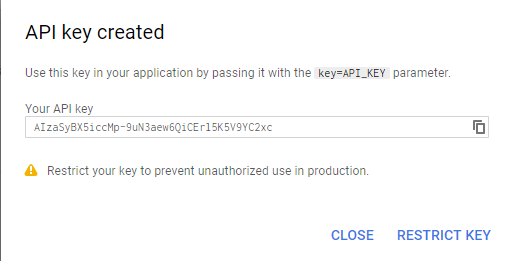 API key created
Use this key in your application by passing it with the key=API_KEY parameter.
Your API key
AIzaSyBX5iccMp-9uN3aew6QiCEr15K5V9YC2xc
Restrict your key to prevent unauthorized use in production.
CLOSE RESTRICT KEY